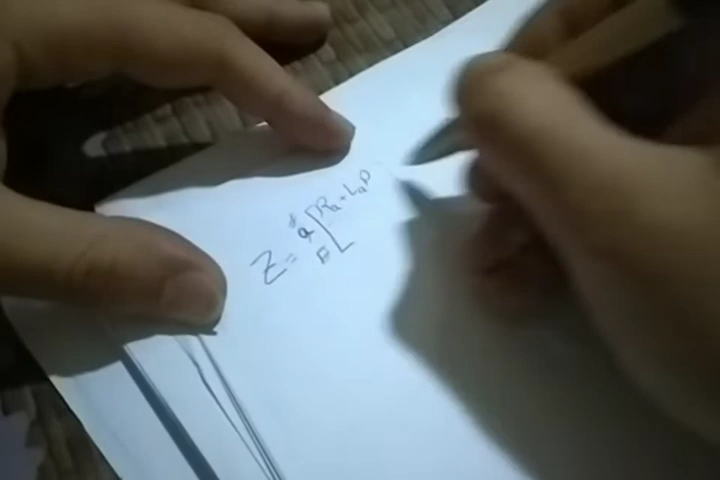 Z = [Ra + Lap